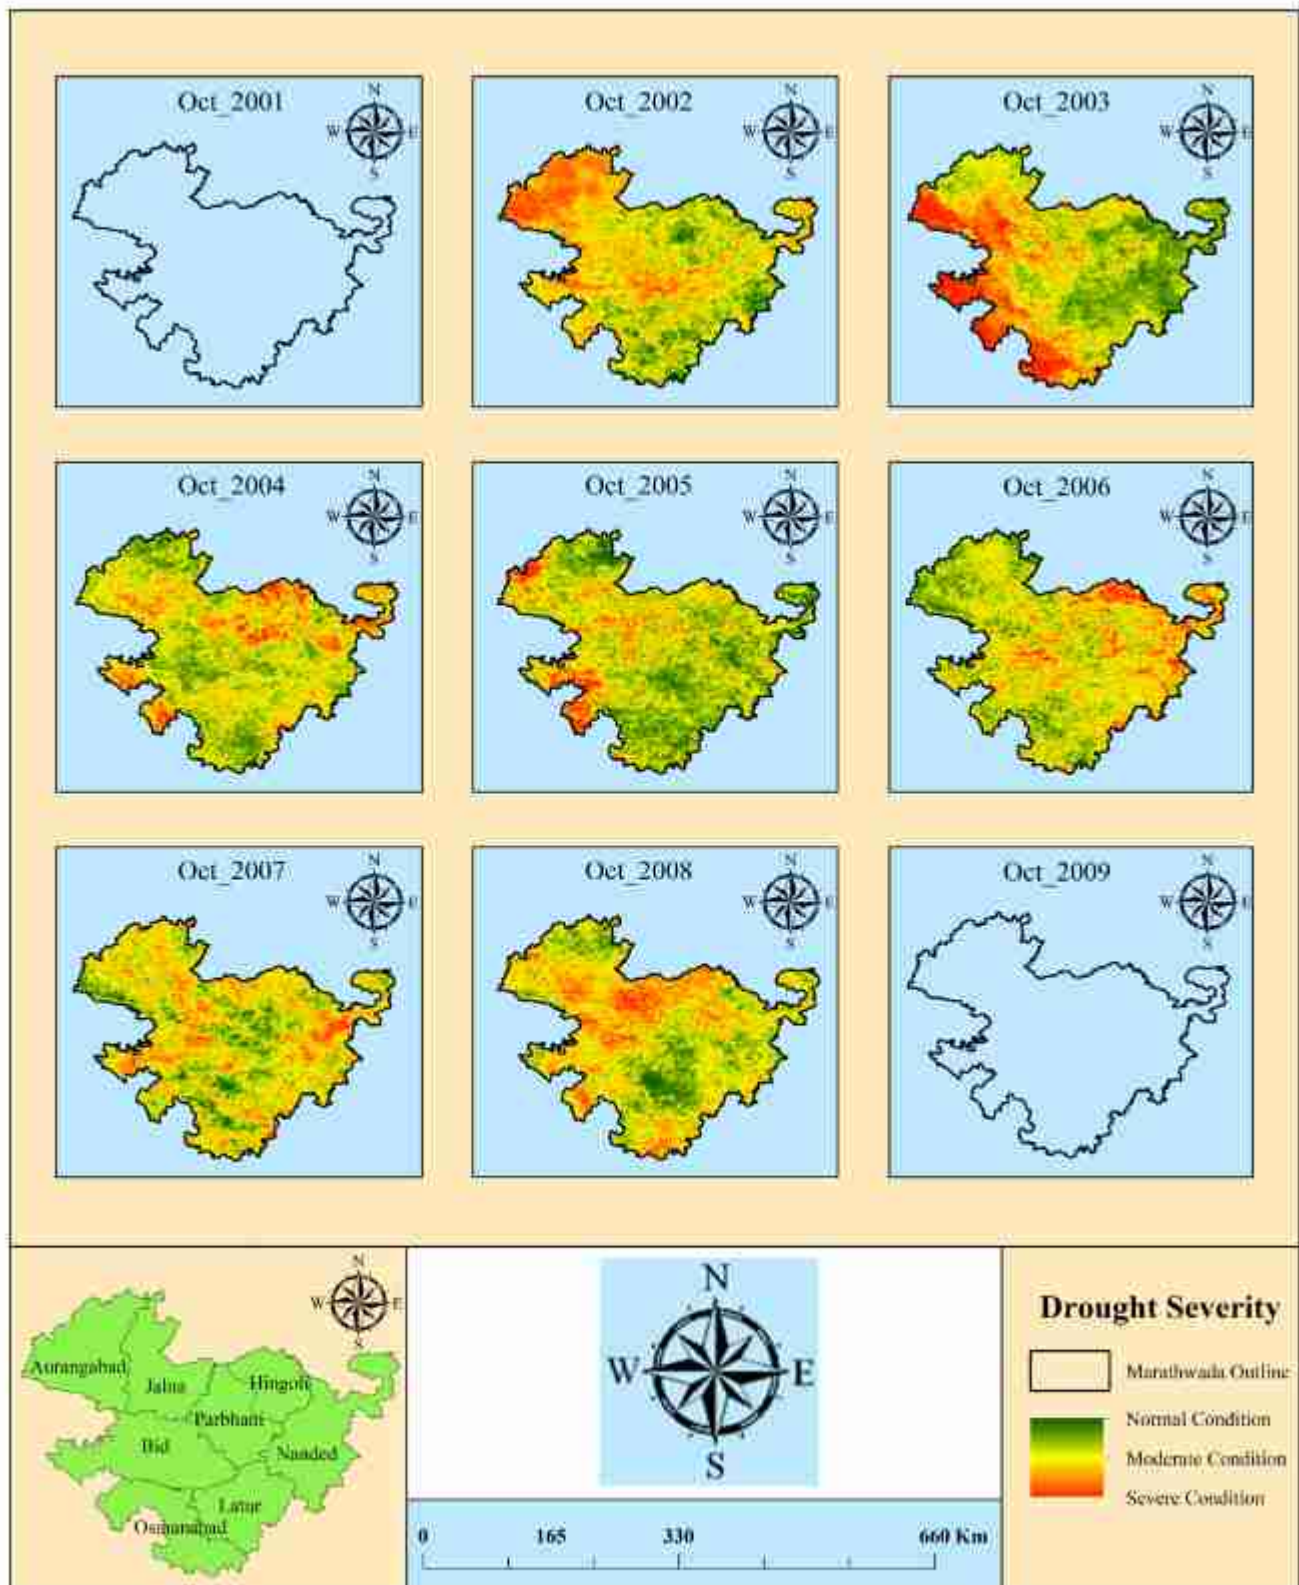 Oct_2001
N
W E
S
Oct_2002
N
W E
S
Oct_2003
N
W E
S
Oct_2004
N
W E
S
Oct_2005
N
W E
S
Oct_2006
N
W E
S
Oct_2007
N
W E
S
Oct_2008
N
W E
S
Oct_2009
N
W E
S
N
W E
S
Aurangabad
Jalna
Hingoli
Parbhani
Bid
Nanded
Latur
Osmanabad
N
W E
S
0 165 330 660 Km
Drought Severity
Marathwada Outline
Normal Condition
Moderate Condition
Severe Condition